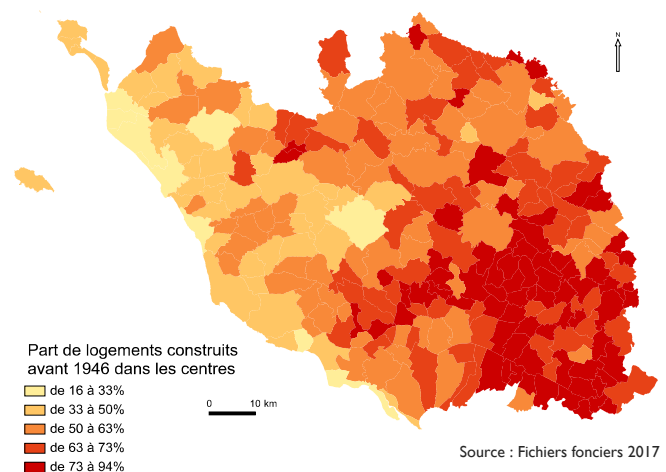 N
Part de logements construits
avant 1946 dans les centres
de 16 à 33%
de 33 à 50%
de 50 à 63%
de 63 à 73%
de 73 à 94%
0 10 km
Source : Fichiers fonciers 2017